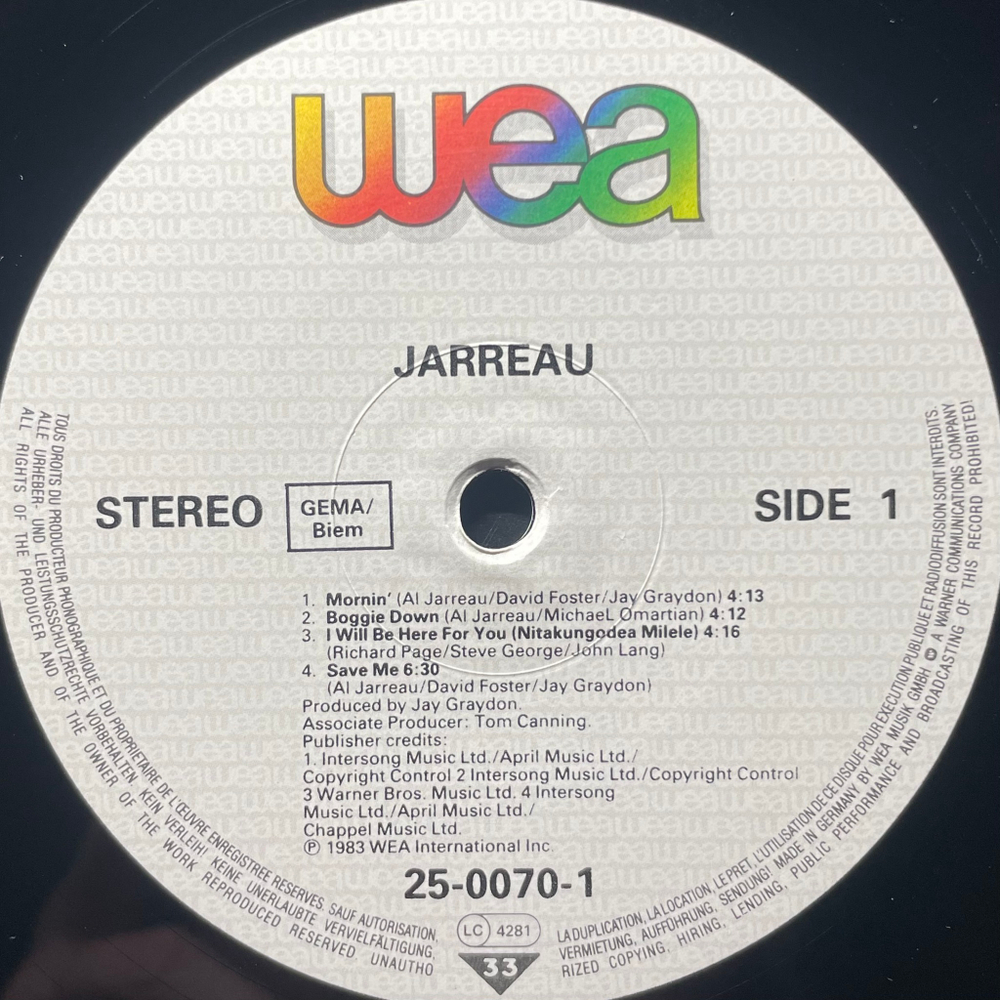 wea
JARREAU
STEREO
GEMA/
Biem
SIDE 1
1. Mornin' (Al Jarreau/David Foster/Jay Graydon) 4:13
2. Boggie Down (Al Jarreau/MichaeL Omartian) 4:12
3. I Will Be Here For You (Nitakungodea Milele) 4:16
(Richard Page/Steve George/John Lang)
4. Save Me 6:30
(Al Jarreau/David Foster/Jay Graydon)
Produced by Jay Graydon.
Associate Producer: Tom Canning.
Publisher credits:
1. Intersong Music Ltd./April Music Ltd./
Copyright Control 2 Intersong Music Ltd./Copyright Control
3 Warner Bros. Music Ltd. 4 Intersong
Music Ltd./April Music Ltd./
Chappel Music Ltd.
℗ 1983 WEA International Inc.
25-0070-1
LC 4281
33
TOUS DROITS DU PRODUCTEUR PHONOGRAPHIQUE ET DU PROPRIETAIRE DE L'ŒUVRE ENREGISTREE RESERVES. SAUF AUTORISATION,
ALLE URHEBER- UND LEISTUNGSSCHUTZRECHTE VORBEHALTEN. KEIN VERLEIH! KEINE UNERLAUBTE VERVIELFÄLTIGUNG,
ALL RIGHTS OF THE PRODUCER AND OF THE OWNER OF THE WORK REPRODUCED RESERVED UNAUTHO
LA DUPLICATION, LA LOCATION, LE PRET, L'UTILISATION DE CE DISQUE POUR EXECUTION PUBLIQUE ET RADIODIFFUSION SONT INTERDITS.
VERMIETUNG, AUFFÜHRUNG, SENDUNG! MADE IN GERMANY BY WEA MUSIK GMBH A WARNER COMMUNICATIONS COMPANY
RIZED COPYING, HIRING, LENDING, PUBLIC PERFORMANCE AND BROADCASTING OF THIS RECORD PROHIBITED!